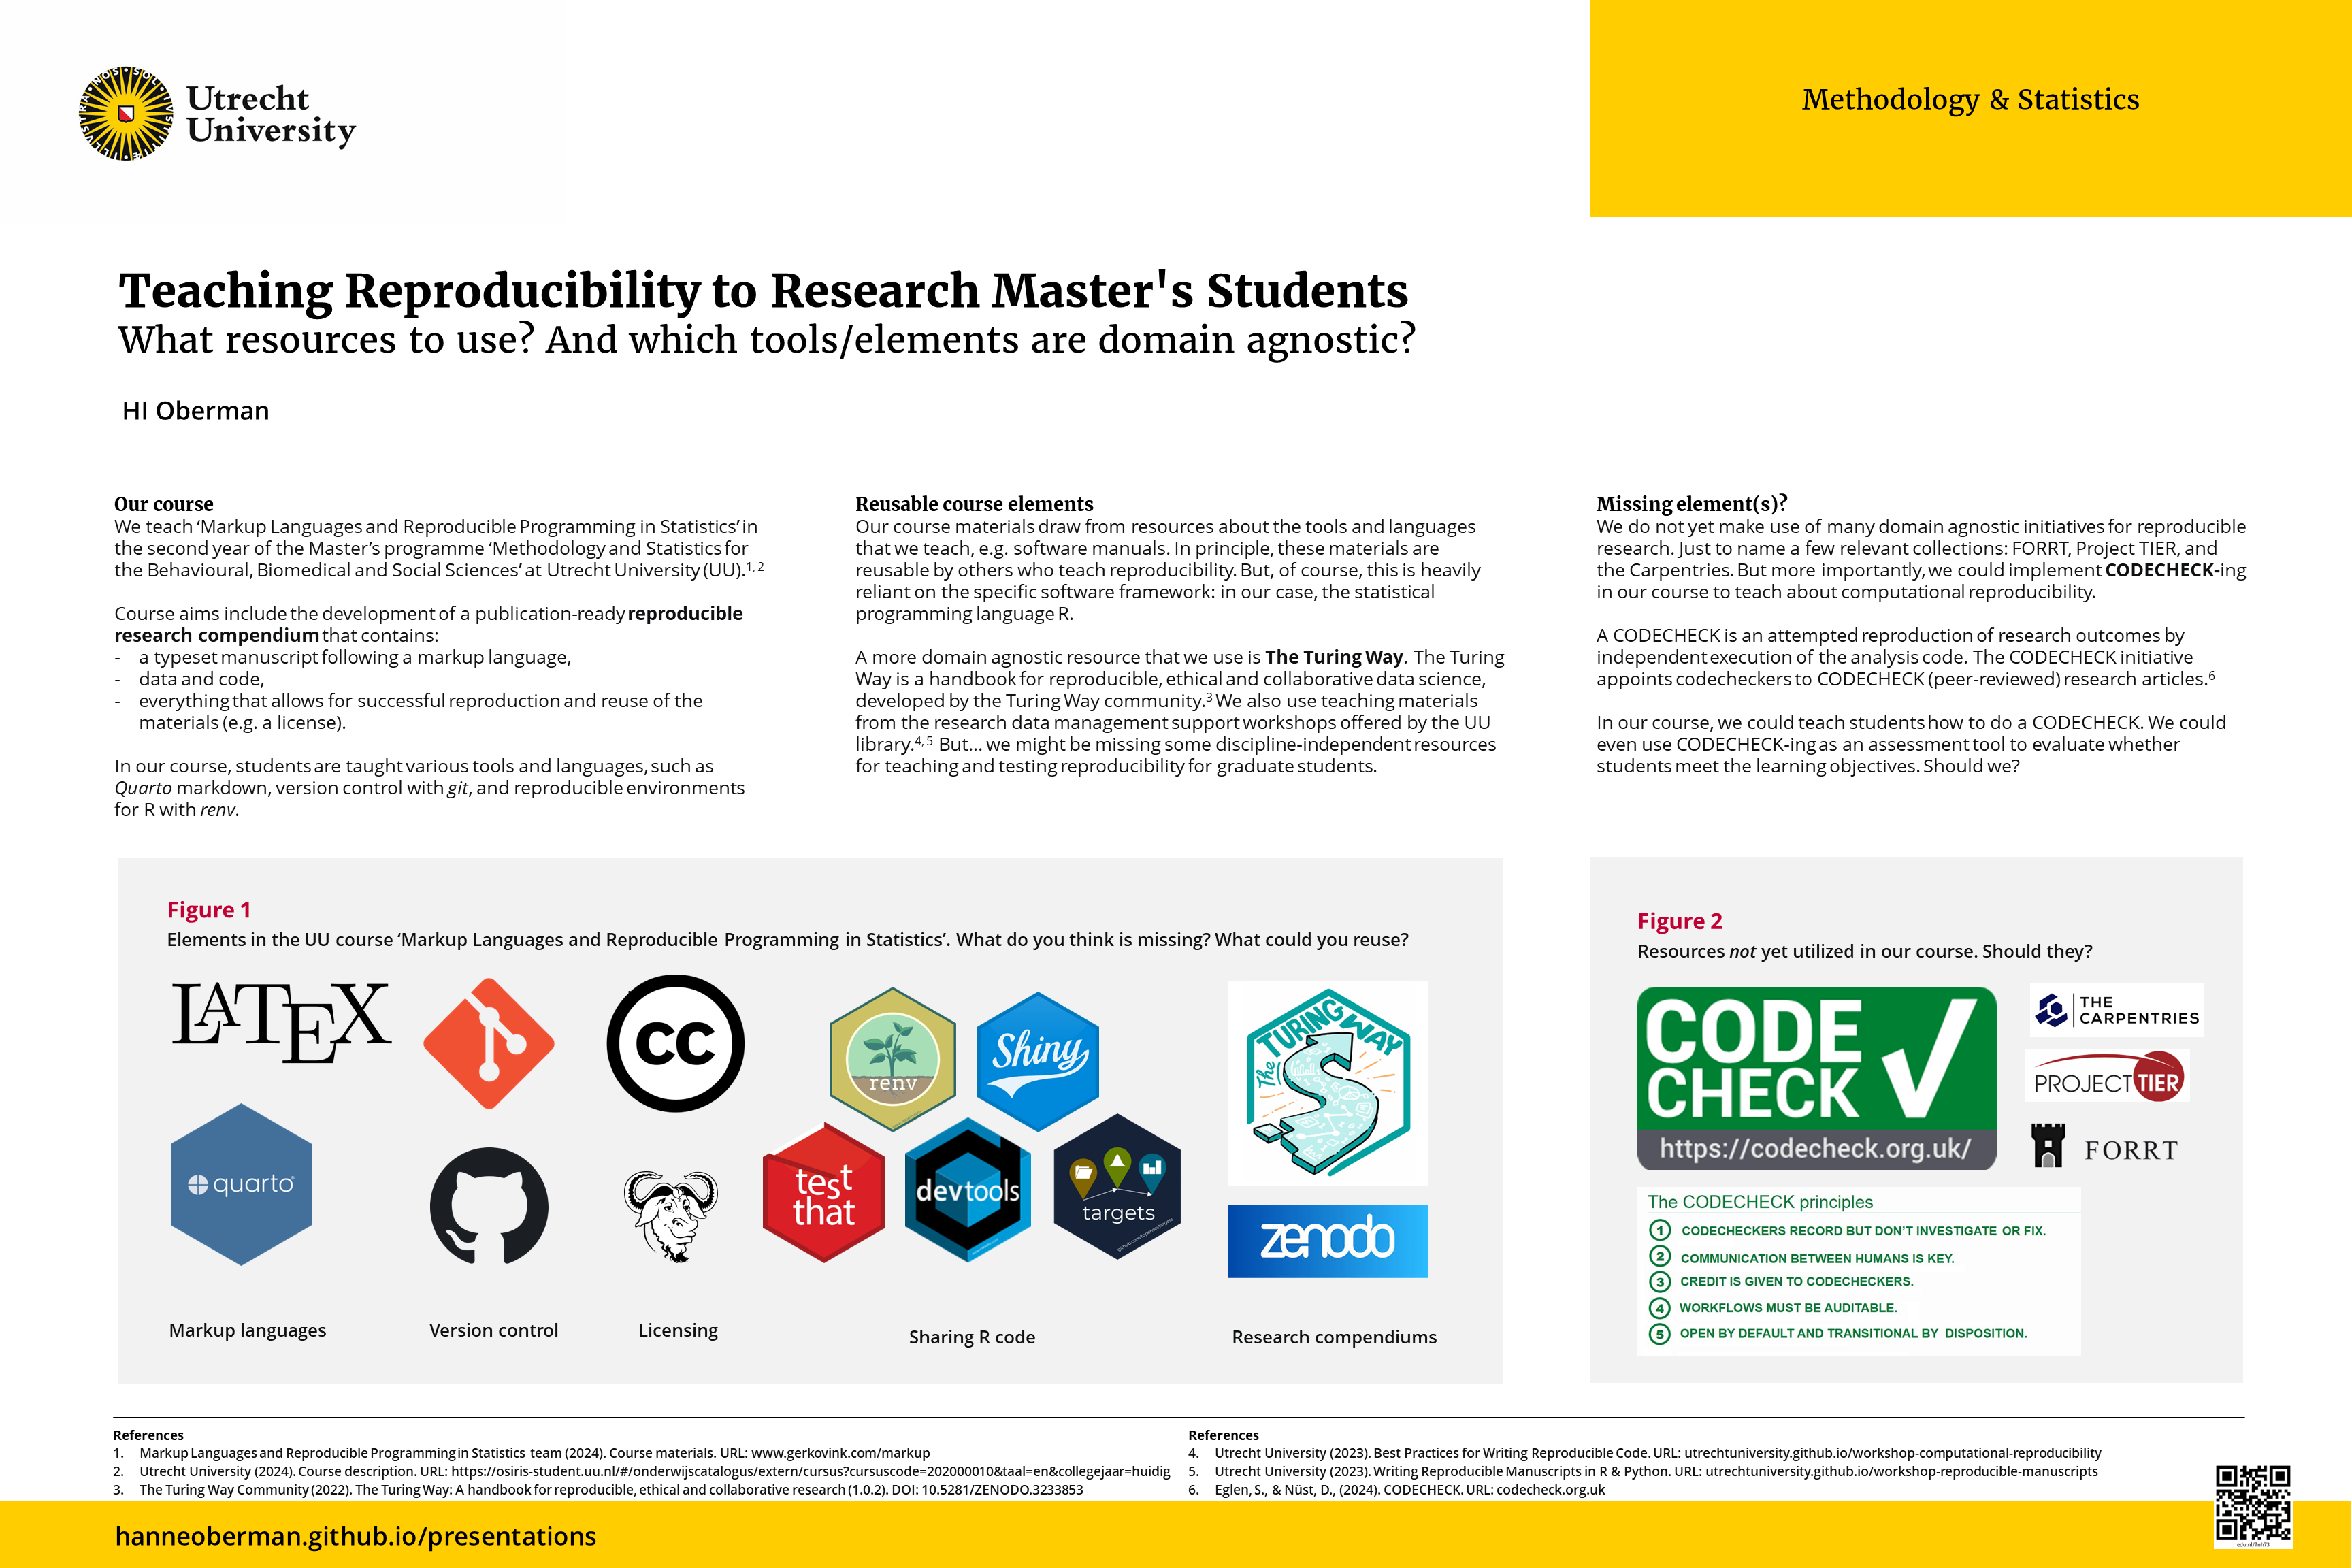 Utrecht
University
Methodology & Statistics
Teaching Reproducibility to Research Master's Students
What resources to use? And which tools/elements are domain agnostic?
HI Oberman
Our course
We teach ‘Markup Languages and Reproducible Programming in Statistics’ in
the second year of the Master’s programme ‘Methodology and Statistics for
the Behavioural, Biomedical and Social Sciences’ at Utrecht University (UU).1, 2
Course aims include the development of a publication-ready reproducible
research compendium that contains:
- a typeset manuscript following a markup language,
- data and code,
- everything that allows for successful reproduction and reuse of the
materials (e.g. a license).
In our course, students are taught various tools and languages, such as
Quarto markdown, version control with git, and reproducible environments
for R with renv.
Reusable course elements
Our course materials draw from resources about the tools and languages
that we teach, e.g. software manuals. In principle, these materials are
reusable by others who teach reproducibility. But, of course, this is heavily
reliant on the specific software framework: in our case, the statistical
programming language R.
A more domain agnostic resource that we use is The Turing Way. The Turing
Way is a handbook for reproducible, ethical and collaborative data science,
developed by the Turing Way community.3 We also use teaching materials
from the research data management support workshops offered by the UU
library.4, 5 But... we might be missing some discipline-independent resources
for teaching and testing reproducibility for graduate students.
Missing element(s)?
We do not yet make use of many domain agnostic initiatives for reproducible
research. Just to name a few relevant collections: FORRT, Project TIER, and
the Carpentries. But more importantly, we could implement CODECHECK-ing
in our course to teach about computational reproducibility.
A CODECHECK is an attempted reproduction of research outcomes by
independent execution of the analysis code. The CODECHECK initiative
appoints codecheckers to CODECHECK (peer-reviewed) research articles.6
In our course, we could teach students how to do a CODECHECK. We could
even use CODECHECK-ing as an assessment tool to evaluate whether
students meet the learning objectives. Should we?
Figure 1
Elements in the UU course ‘Markup Languages and Reproducible Programming in Statistics’. What do you think is missing? What could you reuse?
LATEX
quarto
cc
renv
Shiny
test
that
devtools
targets
The TURING WAY
zenodo
Markup languages
Version control
Licensing
Sharing R code
Research compendiums
Figure 2
Resources not yet utilized in our course. Should they?
CODE
CHECK
https://codecheck.org.uk/
THE
CARPENTRIES
PROJECT TIER
FORRT
The CODECHECK principles
1 CODECHECKERS RECORD BUT DON'T INVESTIGATE OR FIX.
2 COMMUNICATION BETWEEN HUMANS IS KEY.
3 CREDIT IS GIVEN TO CODECHECKERS.
4 WORKFLOWS MUST BE AUDITABLE.
5 OPEN BY DEFAULT AND TRANSITIONAL BY DISPOSITION.
References
1. Markup Languages and Reproducible Programming in Statistics team (2024). Course materials. URL: www.gerkovink.com/markup
2. Utrecht University (2024). Course description. URL: https://osiris-student.uu.nl/#/onderwijscatalogus/extern/cursus?cursuscode=202000010&taal=en&collegejaar=huidig
3. The Turing Way Community (2022). The Turing Way: A handbook for reproducible, ethical and collaborative research (1.0.2). DOI: 10.5281/ZENODO.3233853
References
4. Utrecht University (2023). Best Practices for Writing Reproducible Code. URL: utrechtuniversity.github.io/workshop-computational-reproducibility
5. Utrecht University (2023). Writing Reproducible Manuscripts in R & Python. URL: utrechtuniversity.github.io/workshop-reproducible-manuscripts
6. Eglen, S., & Nüst, D., (2024). CODECHECK. URL: codecheck.org.uk
hanneoberman.github.io/presentations